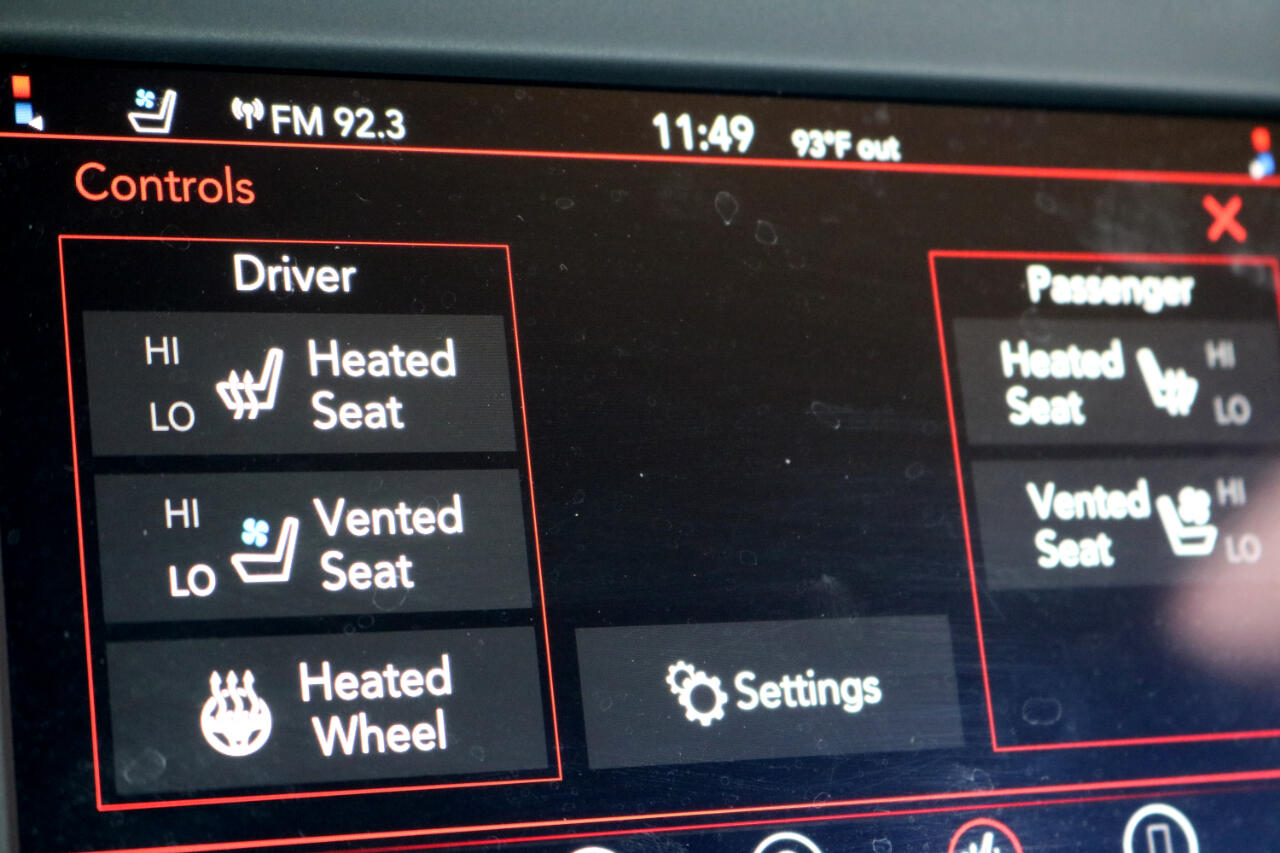 FM 92.3
11:49
93°F out
Controls
Driver
HI
LO
Heated
Seat
HI
LO
Vented
Seat
Heated
Wheel
Settings
Passenger
Heated
Seat
HI
LO
Vented
Seat
HI
LO